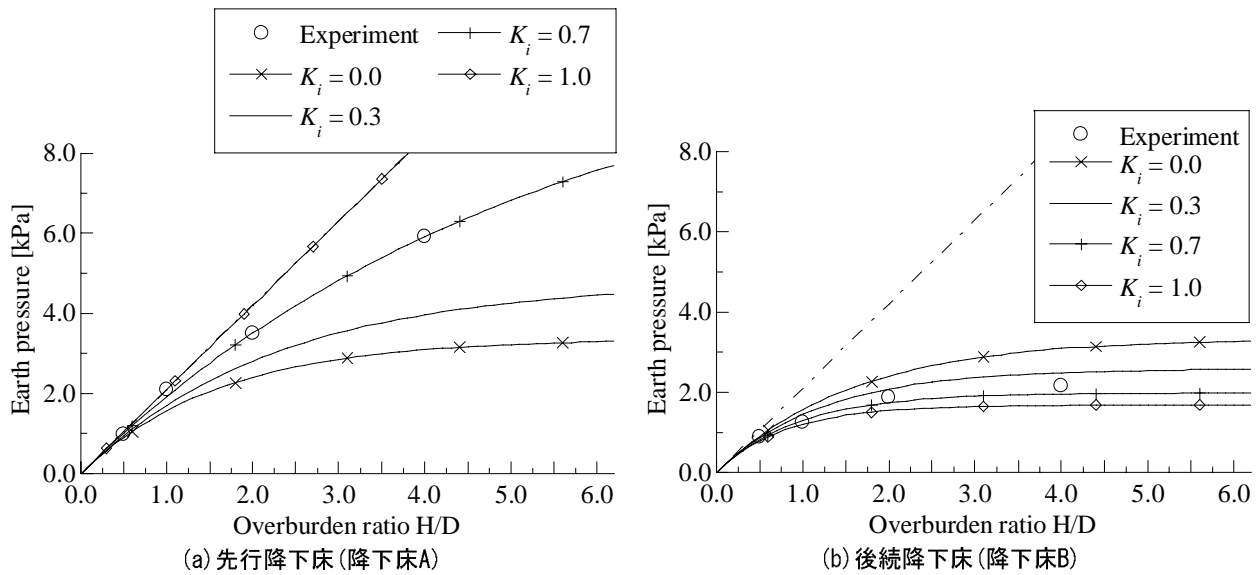 Experiment
K_i = 0.7
K_i = 0.0
K_i = 1.0
K_i = 0.3
8.0
6.0
4.0
2.0
0.0
Earth pressure [kPa]
0.0 1.0 2.0 3.0 4.0 5.0 6.0
Overburden ratio H/D
(a) 先行降下床(降下床A)
Experiment
K_i = 0.0
K_i = 0.3
K_i = 0.7
K_i = 1.0
8.0
6.0
4.0
2.0
0.0
Earth pressure [kPa]
0.0 1.0 2.0 3.0 4.0 5.0 6.0
Overburden ratio H/D
(b) 後続降下床(降下床B)